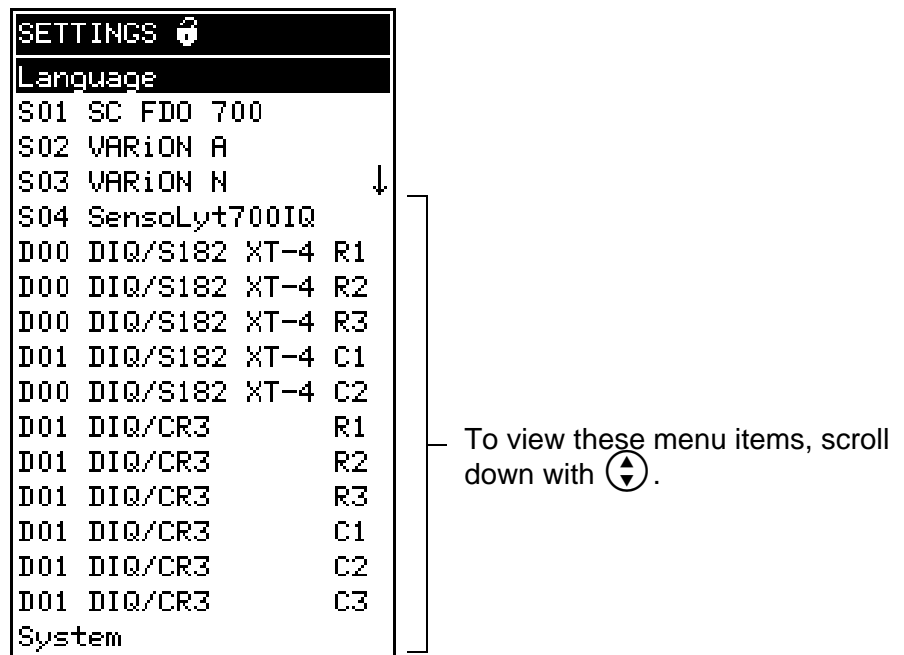 SETTINGS
Language
S01 SC FDO 700
S02 VARiON A
S03 VARiON N ↓
S04 SensoLyt700IQ
D00 DIQ/S182 XT-4 R1
D00 DIQ/S182 XT-4 R2
D00 DIQ/S182 XT-4 R3
D01 DIQ/S182 XT-4 C1
D00 DIQ/S182 XT-4 C2
D01 DIQ/CR3 R1
D01 DIQ/CR3 R2
D01 DIQ/CR3 R3
D01 DIQ/CR3 C1
D01 DIQ/CR3 C2
D01 DIQ/CR3 C3
System
To view these menu items, scroll
down with .